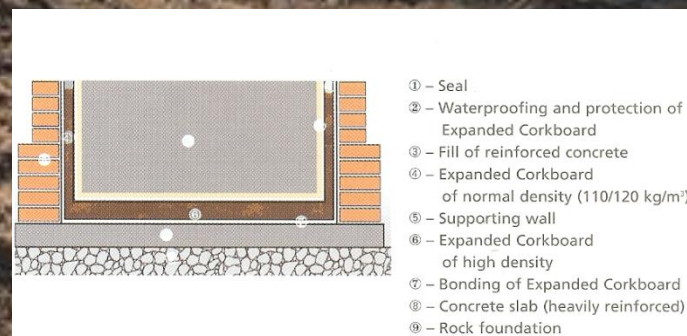 ① – Seal
② – Waterproofing and protection of
Expanded Corkboard
③ – Fill of reinforced concrete
④ – Expanded Corkboard
of normal density (110/120 kg/m³)
⑤ – Supporting wall
⑥ – Expanded Corkboard
of high density
⑦ – Bonding of Expanded Corkboard
⑧ – Concrete slab (heavily reinforced)
⑨ – Rock foundation
④
⑥